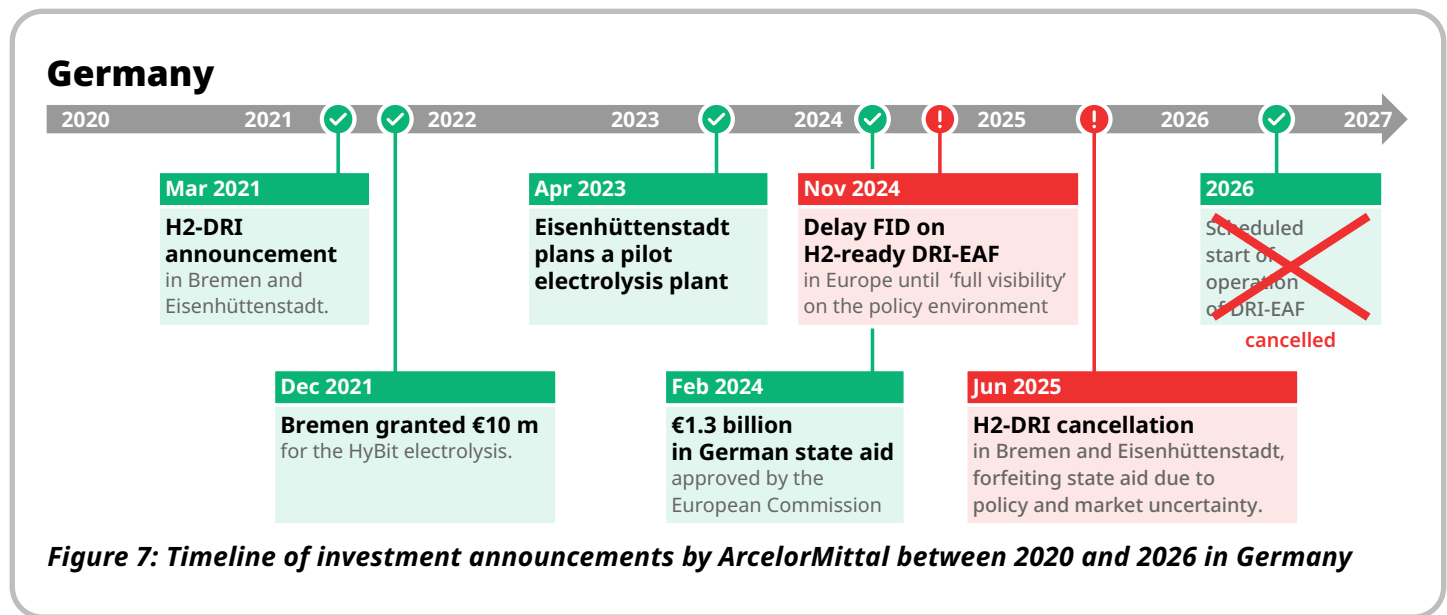 Germany
2020 2021 2022 2023 2024 2025 2026 2027
Mar 2021
H2-DRI
announcement
in Bremen and
Eisenhüttenstadt.
Dec 2021
Bremen granted €10 m
for the HyBit electrolysis.
Apr 2023
Eisenhüttenstadt
plans a pilot
electrolysis plant
Feb 2024
€1.3 billion
in German state aid
approved by the
European Commission
Nov 2024
Delay FID on
H2-ready DRI-EAF
in Europe until ‘full visibility’
on the policy environment
Jun 2025
H2-DRI cancellation
in Bremen and Eisenhüttenstadt,
forfeiting state aid due to
policy and market uncertainty.
2026
Scheduled
start of
operation
of DRI-EAF
cancelled
Figure 7: Timeline of investment announcements by ArcelorMittal between 2020 and 2026 in Germany